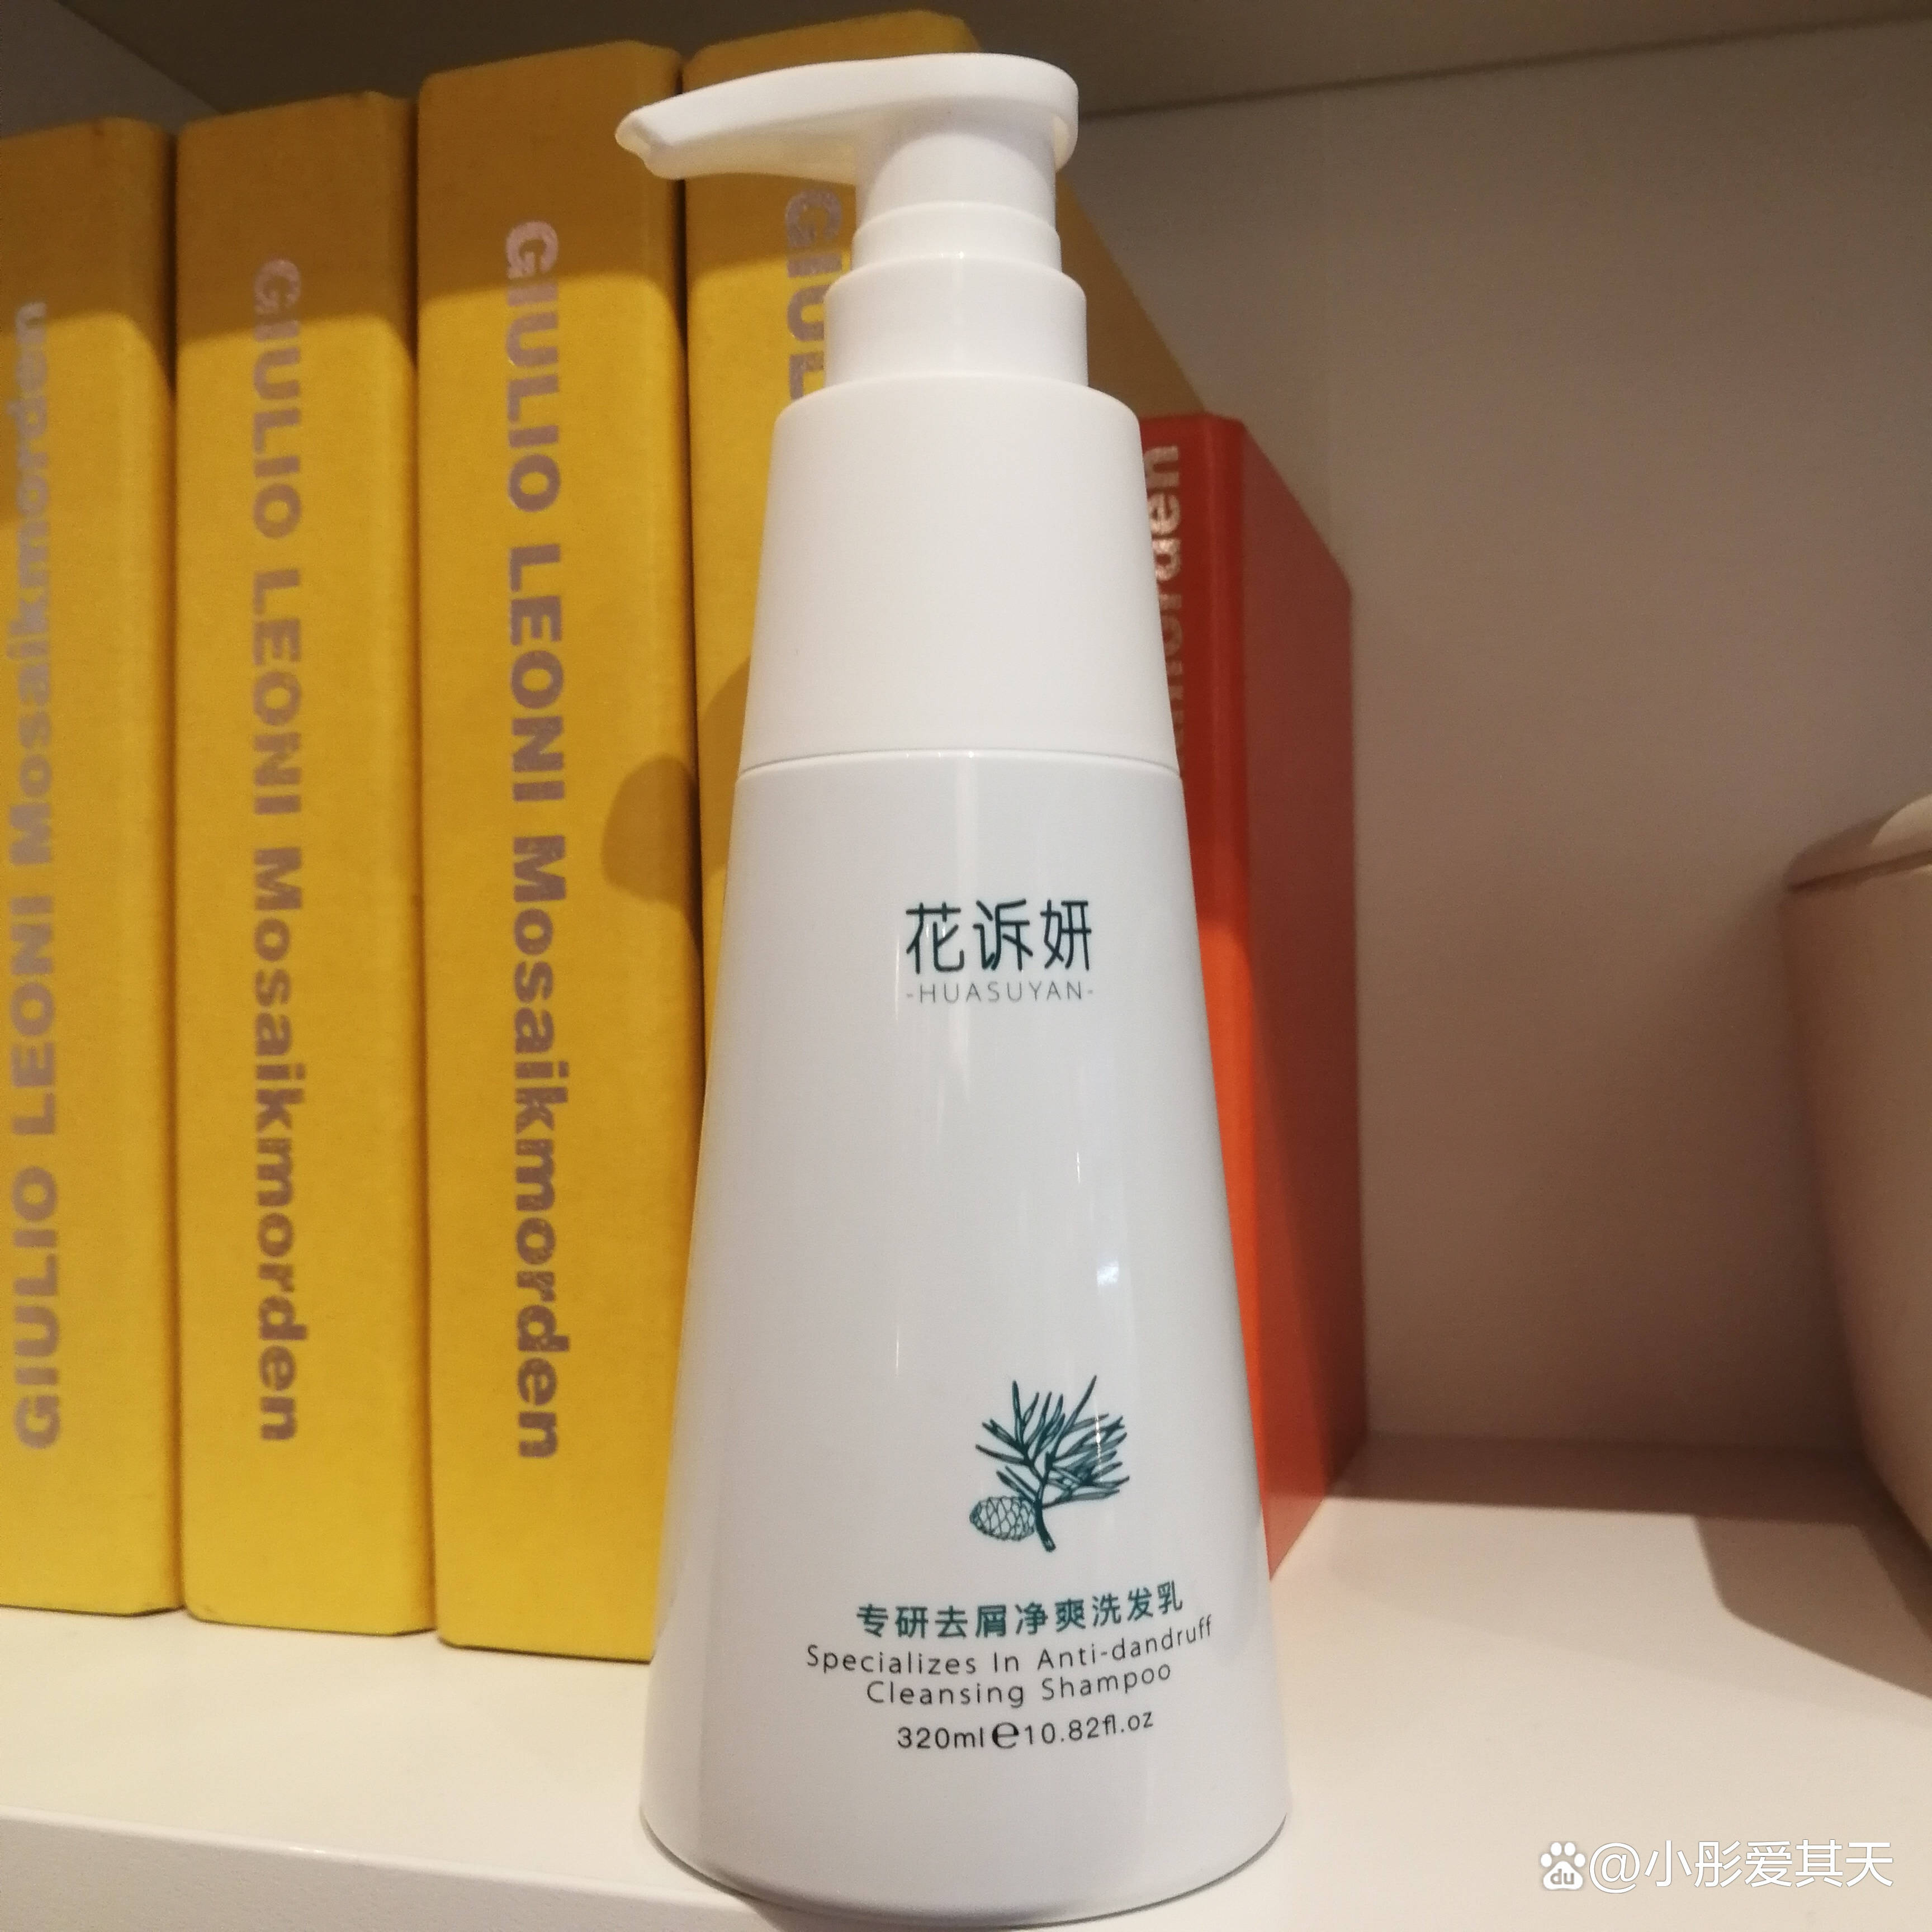 GIULIO LEONI Mosaikmorden
GIULIO LEONI Mosaikmorden
GIULIO LEONI Mosaikmorden
花诉妍
-HUASUYAN-
专研去屑净爽洗发乳
Specializes In Anti-dandruff
Cleansing Shampoo
320ml℮10.82fl.oz
du
@小彤爱其天